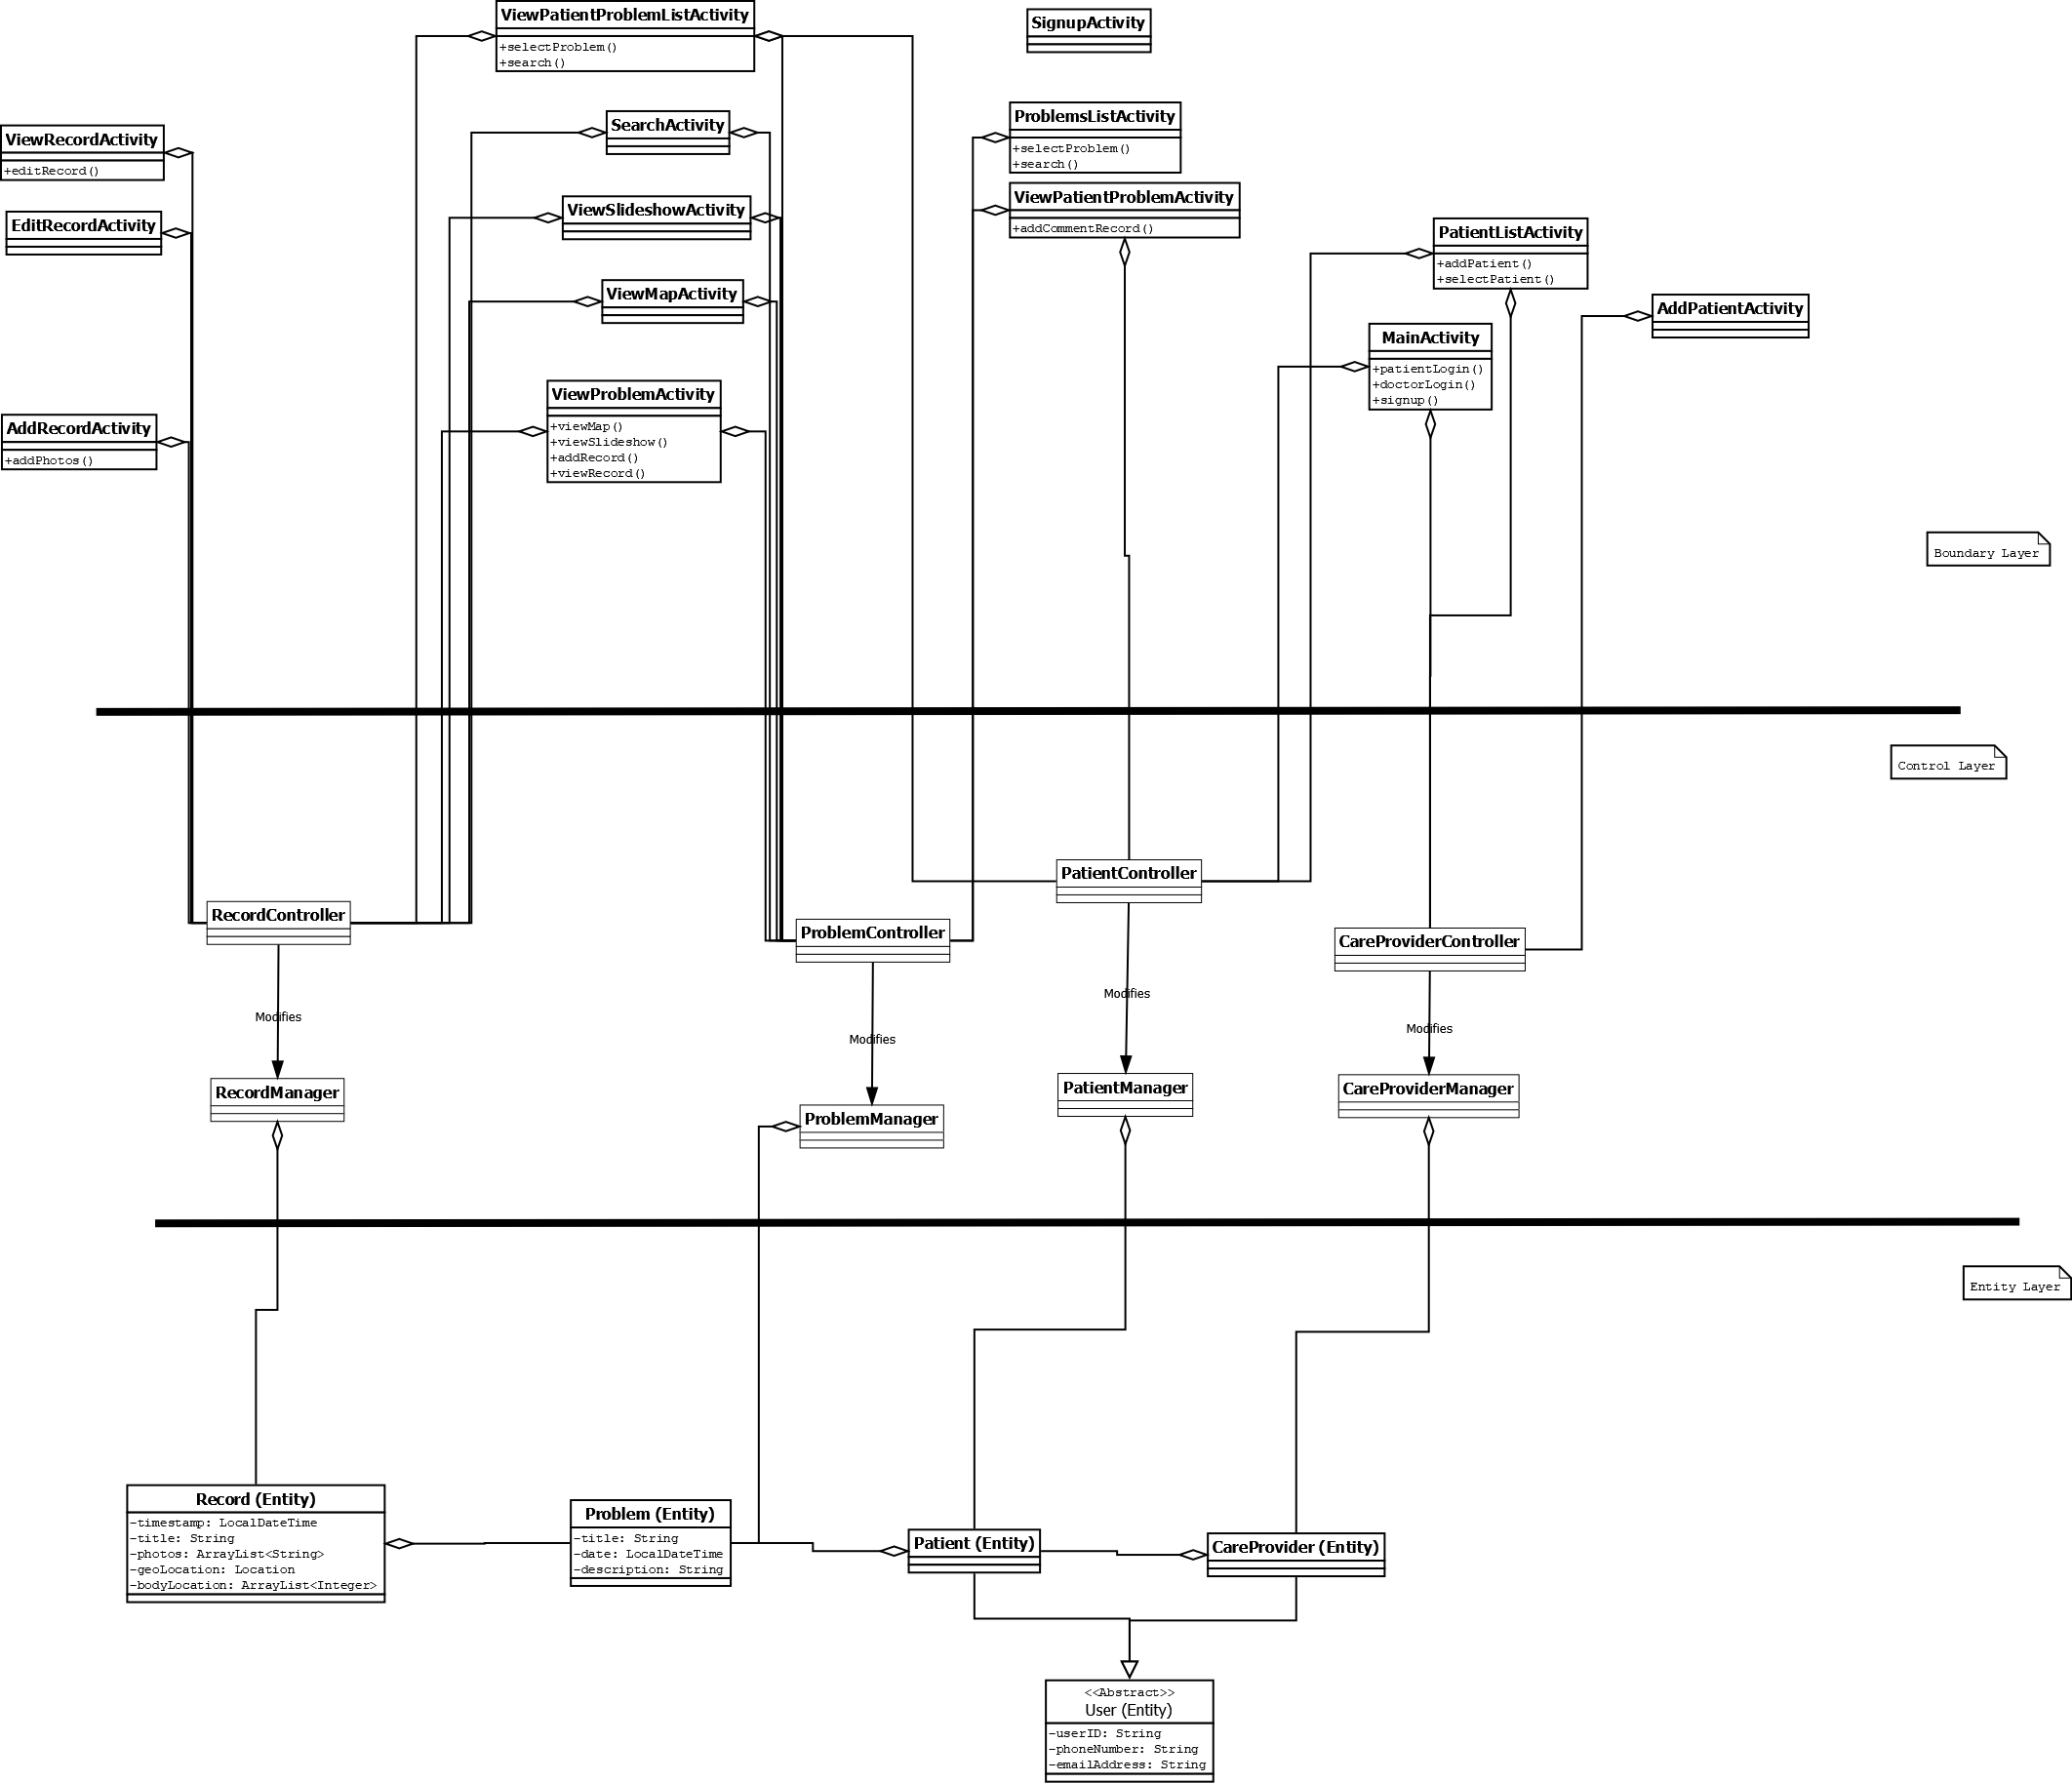 ViewPatientProblemListActivity
+selectProblem()
+search()
SignupActivity
ViewRecordActivity
+editRecord()
SearchActivity
ProblemsListActivity
+selectProblem()
+search()
EditRecordActivity
ViewSlideshowActivity
ViewPatientProblemActivity
+addCommentRecord()
PatientListActivity
+addPatient()
+selectPatient()
ViewMapActivity
AddPatientActivity
MainActivity
+patientLogin()
+doctorLogin()
+signup()
AddRecordActivity
+addPhotos()
ViewProblemActivity
+viewMap()
+viewSlideshow()
+addRecord()
+viewRecord()
Boundary Layer
Control Layer
RecordController
ProblemController
PatientController
CareProviderController
Modifies
Modifies
Modifies
Modifies
RecordManager
ProblemManager
PatientManager
CareProviderManager
Entity Layer
Record (Entity)
-timestamp: LocalDateTime
-title: String
-photos: ArrayList<String>
-geoLocation: Location
-bodyLocation: ArrayList<Integer>
Problem (Entity)
-title: String
-date: LocalDateTime
-description: String
Patient (Entity)
CareProvider (Entity)
<<Abstract>>
User (Entity)
-userID: String
-phoneNumber: String
-emailAddress: String